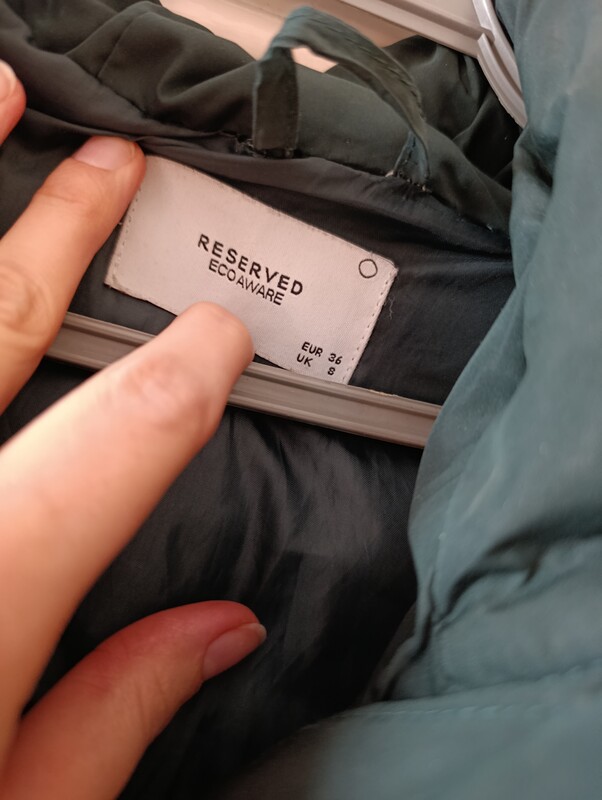 RESERVED
ECOAWARE
EUR 36
UK 8